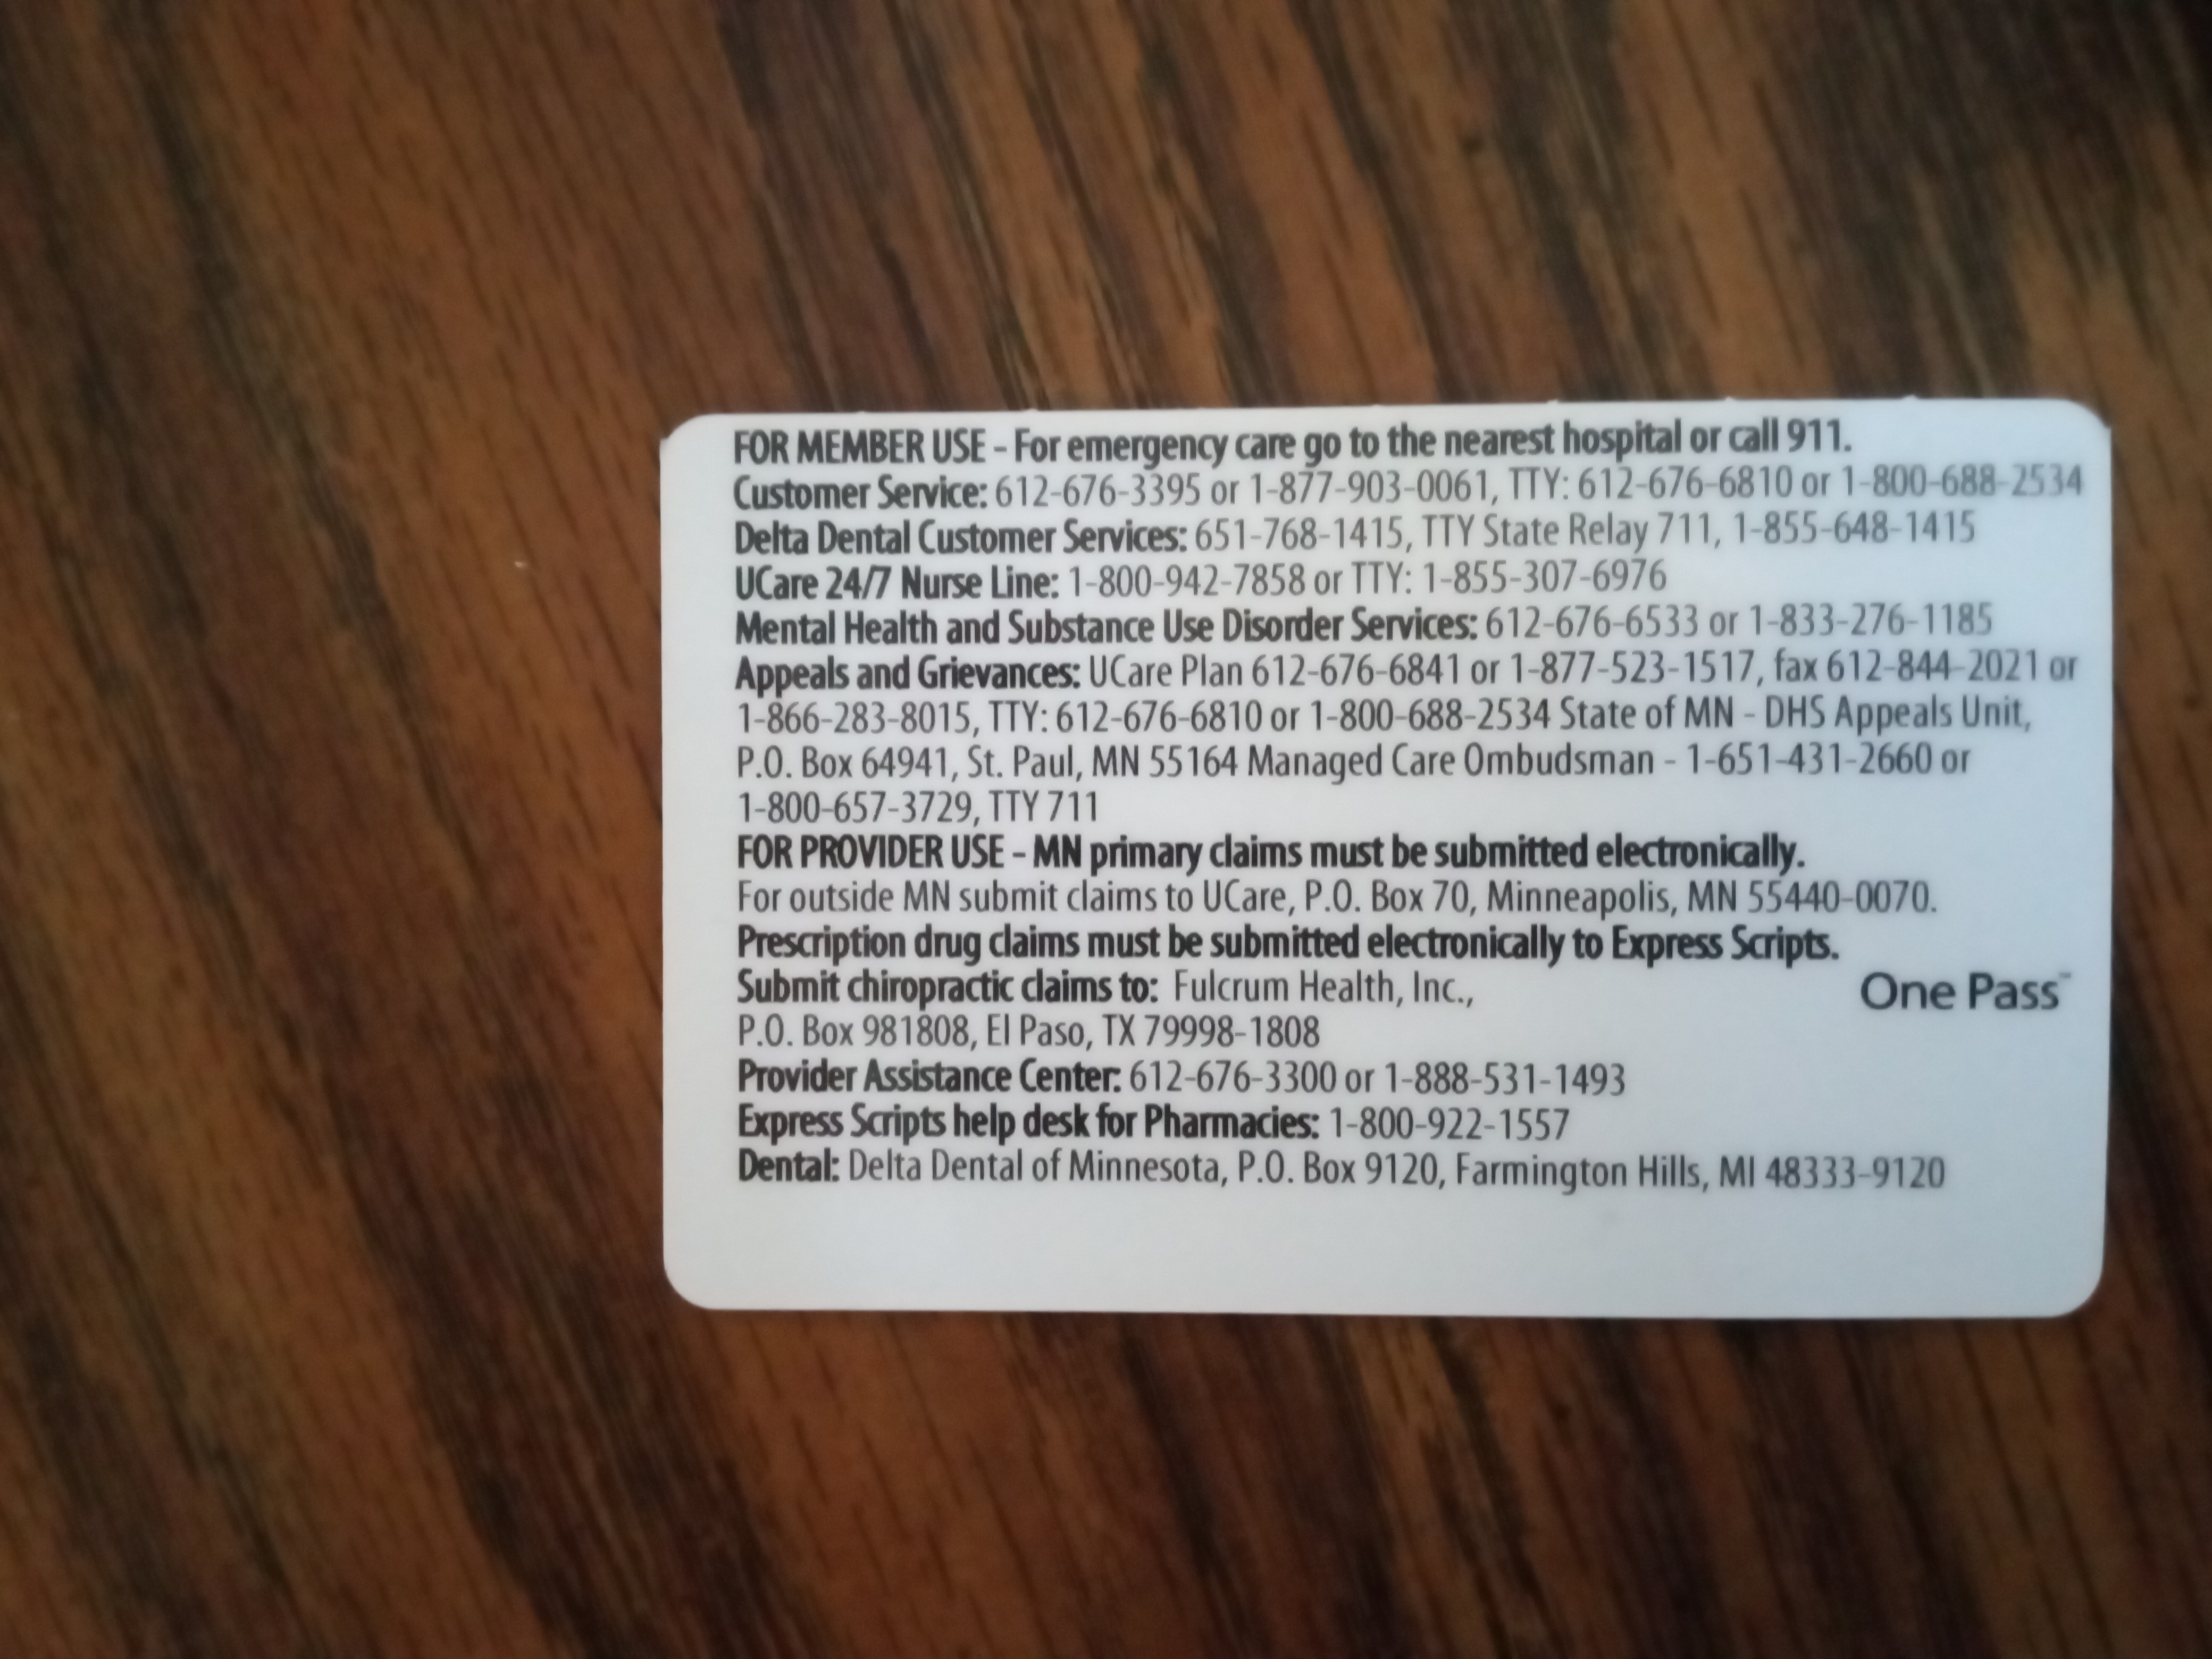 FOR MEMBER USE - For emergency care go to the nearest hospital or call 911.
Customer Service: 612-676-3395 or 1-877-903-0061, TTY: 612-676-6810 or 1-800-688-2534
Delta Dental Customer Services: 651-768-1415, TTY State Relay 711, 1-855-648-1415
UCare 24/7 Nurse Line: 1-800-942-7858 or TTY: 1-855-307-6976
Mental Health and Substance Use Disorder Services: 612-676-6533 or 1-833-276-1185
Appeals and Grievances: UCare Plan 612-676-6841 or 1-877-523-1517, fax 612-844-2021 or
1-866-283-8015, TTY: 612-676-6810 or 1-800-688-2534 State of MN - DHS Appeals Unit,
P.O. Box 64941, St. Paul, MN 55164 Managed Care Ombudsman - 1-651-431-2660 or
1-800-657-3729, TTY 711
FOR PROVIDER USE - MN primary claims must be submitted electronically.
For outside MN submit claims to UCare, P.O. Box 70, Minneapolis, MN 55440-0070.
Prescription drug claims must be submitted electronically to Express Scripts.
Submit chiropractic claims to: Fulcrum Health, Inc.,
One Pass™
P.O. Box 981808, El Paso, TX 79998-1808
Provider Assistance Center: 612-676-3300 or 1-888-531-1493
Express Scripts help desk for Pharmacies: 1-800-922-1557
Dental: Delta Dental of Minnesota, P.O. Box 9120, Farmington Hills, MI 48333-9120